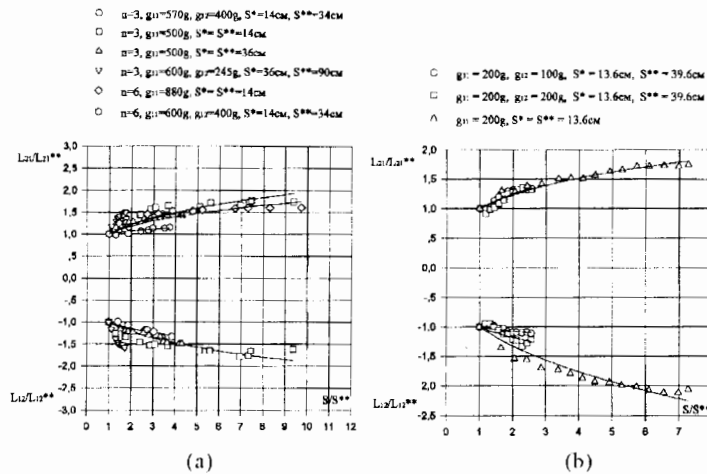 n=3, g₁₁=570g, g₁₂=400g, S*=14см, S**=34см
n=3, g₁₁=500g, S*= S**=14см
n=3, g₁₁=500g, S*= S**=36см
n=3, g₁₁=600g, g₁₂=245g, S*=36см, S**=90см
n=6, g₁₁=880g, S*= S**=14см
n=6, g₁₁=600g, g₁₂=400g, S*=14см, S**=34см
L₂₁/L₂₁**
3,0
2,5
2,0
1,5
1,0
0,5
0,0
-,5
-1,0
-1,5
-2,0
-2,5
-3,0
L₁₂/L₁₂**
S/S**
0 1 2 3 4 5 6 7 8 9 10 11 12
(a)
g₁₁ = 200g, g₁₂ = 100g, S* = 13.6см, S** = 39.6см
g₁₁ = 200g, g₁₂ = 200g, S* = 13.6см, S** = 39.6см
g₁₁ = 200g, S* = S** = 13.6см
L₂₁/L₂₁**
2,0
1,5
1,0
,5
0,0
-,5
-1,0
-1,5
-2,0
-2,5
L₁₂/L₁₂**
S/S**
0 1 2 3 4 5 6 7
(b)